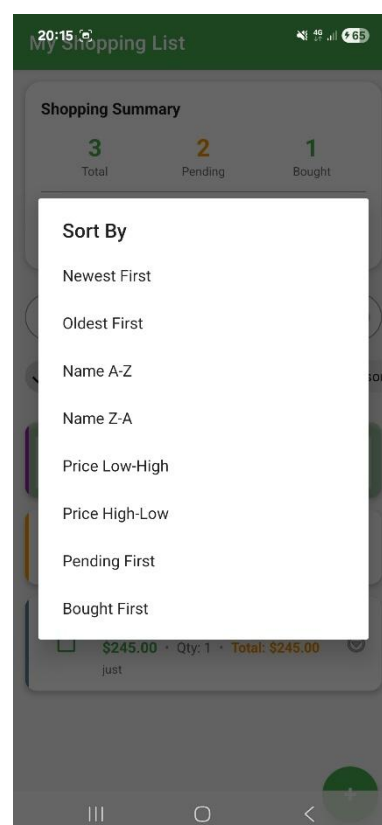 20:15
4G
65
My Shopping List
Shopping Summary
3 2 1
Total Pending Bought
Sort By
Newest First
Oldest First
Name A-Z
Name Z-A
Price Low-High
Price High-Low
Pending First
Bought First
$245.00 • Qty: 1 • Total: $245.00
just
+